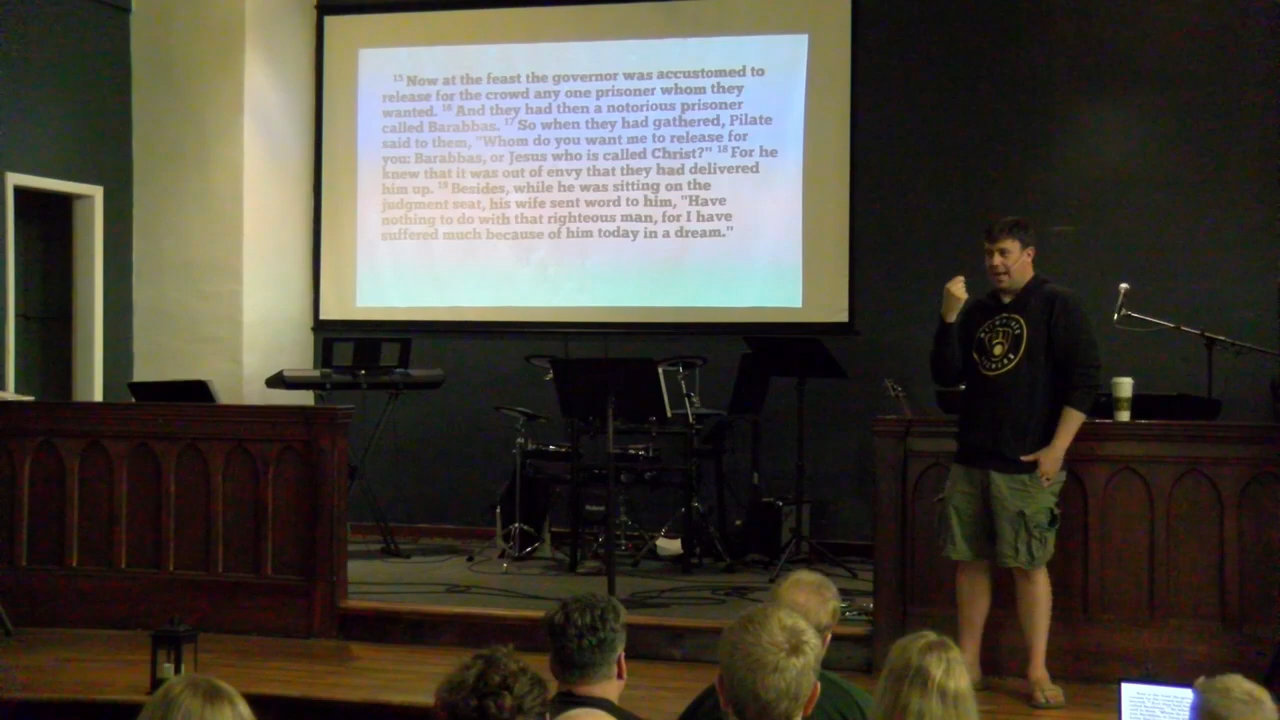 15 Now at the feast the governor was accustomed to
release for the crowd any one prisoner whom they
wanted. 16 And they had then a notorious prisoner
called Barabbas. 17 So when they had gathered, Pilate
said to them, "Whom do you want me to release for
you: Barabbas, or Jesus who is called Christ?" 18 For he
knew that it was out of envy that they had delivered
him up. 19 Besides, while he was sitting on the
judgment seat, his wife sent word to him, "Have
nothing to do with that righteous man, for I have
suffered much because of him today in a dream."